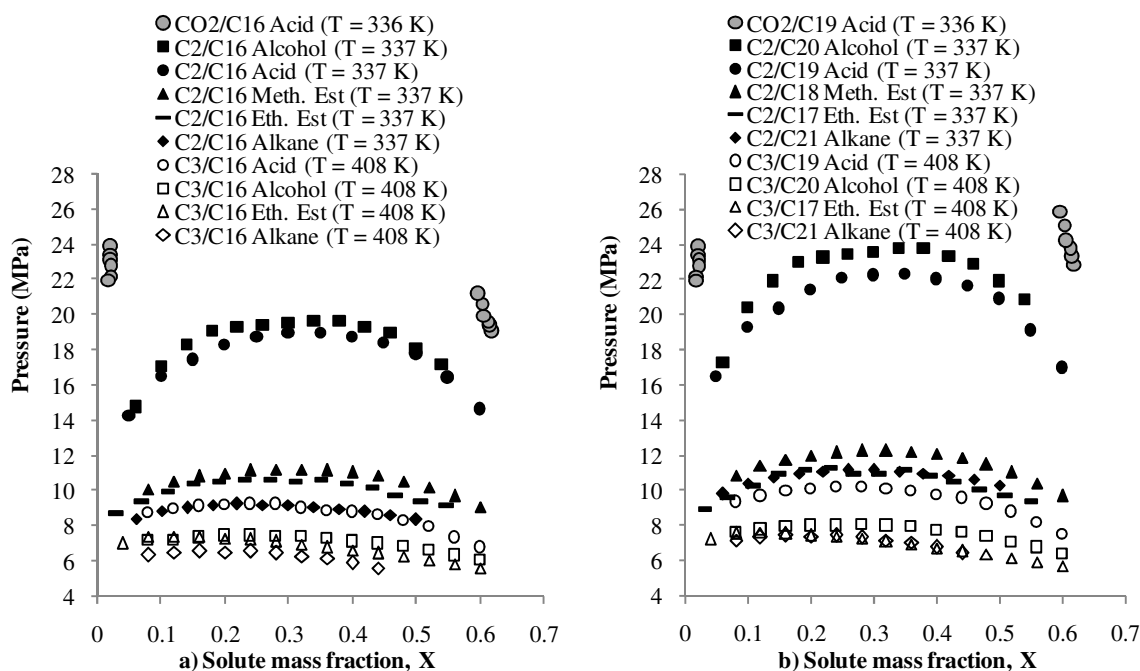 CO2/C16 Acid (T = 336 K)
C2/C16 Alcohol (T = 337 K)
C2/C16 Acid (T = 337 K)
C2/C16 Meth. Est (T = 337 K)
C2/C16 Eth. Est (T = 337 K)
C2/C16 Alkane (T = 337 K)
C3/C16 Acid (T = 408 K)
C3/C16 Alcohol (T = 408 K)
C3/C16 Eth. Est (T = 408 K)
C3/C16 Alkane (T = 408 K)
28
26
24
22
20
18
16
14
12
10
8
6
4
Pressure (MPa)
0
0.1
0.2
0.3
0.4
0.5
0.6
0.7
a) Solute mass fraction, X
CO2/C19 Acid (T = 336 K)
C2/C20 Alcohol (T = 337 K)
C2/C19 Acid (T = 337 K)
C2/C18 Meth. Est (T = 337 K)
C2/C17 Eth. Est (T = 337 K)
C2/C21 Alkane (T = 337 K)
C3/C19 Acid (T = 408 K)
C3/C20 Alcohol (T = 408 K)
C3/C17 Eth. Est (T = 408 K)
C3/C21 Alkane (T = 408 K)
28
26
24
22
20
18
16
14
12
10
8
6
4
Pressure (MPa)
0
0.1
0.2
0.3
0.4
0.5
0.6
0.7
b) Solute mass fraction, X